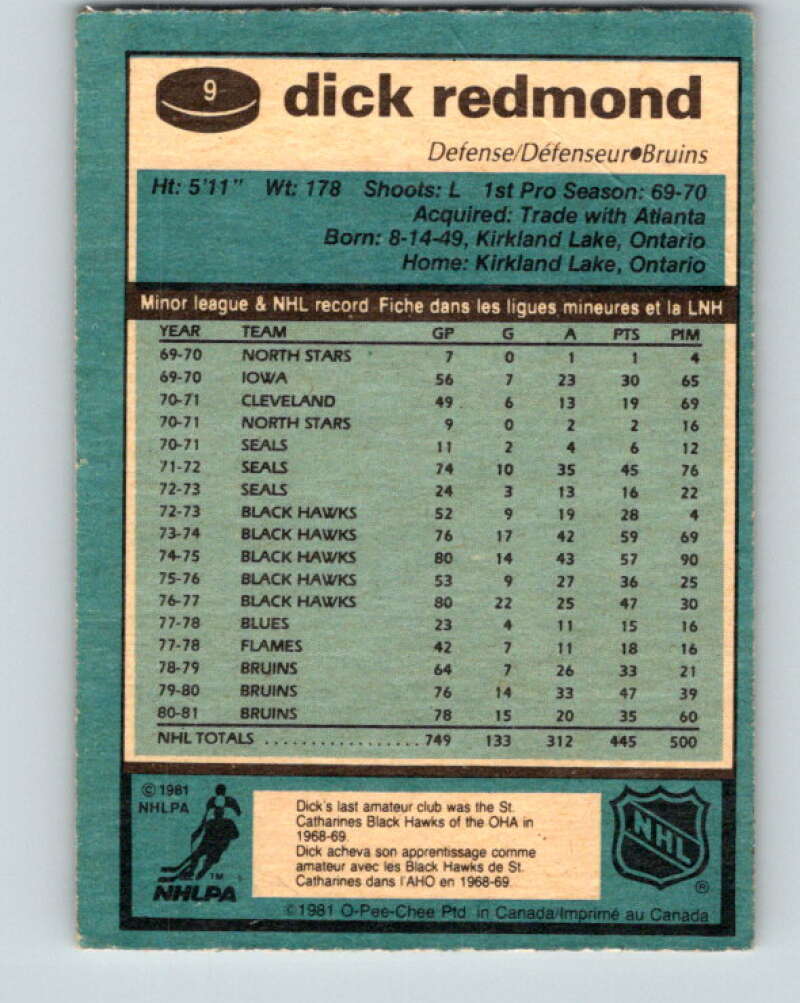 9 dick redmond
Defense/Défenseur●Bruins
Ht: 5'11" Wt: 178 Shoots: L 1st Pro Season: 69-70
Acquired: Trade with Atlanta
Born: 8-14-49, Kirkland Lake, Ontario
Home: Kirkland Lake, Ontario
Minor league & NHL record Fiche dans les ligues mineures et la LNH
YEAR TEAM GP G A PTS PIM
69-70 NORTH STARS 7 0 1 1 4
69-70 IOWA 56 7 23 30 65
70-71 CLEVELAND 49 6 13 19 69
70-71 NORTH STARS 9 0 2 2 16
70-71 SEALS 11 2 4 6 12
71-72 SEALS 74 10 35 45 76
72-73 SEALS 24 3 13 16 22
72-73 BLACK HAWKS 52 9 19 28 4
73-74 BLACK HAWKS 76 17 42 59 69
74-75 BLACK HAWKS 80 14 43 57 90
75-76 BLACK HAWKS 53 9 27 36 25
76-77 BLACK HAWKS 80 22 25 47 30
77-78 BLUES 23 4 11 15 16
77-78 FLAMES 42 7 11 18 16
78-79 BRUINS 64 7 26 33 21
79-80 BRUINS 76 14 33 47 39
80-81 BRUINS 78 15 20 35 60
NHL TOTALS .................. 749 133 312 445 500
© 1981
NHLPA
TM
NHLPA
Dick's last amateur club was the St.
Catharines Black Hawks of the OHA in
1968-69.
Dick acheva son apprentissage comme
amateur avec les Black Hawks de St.
Catharines dans l'AHO en 1968-69.
NHL
®
© 1981 O-Pee-Chee Ptd. in Canada/Imprimé au Canada